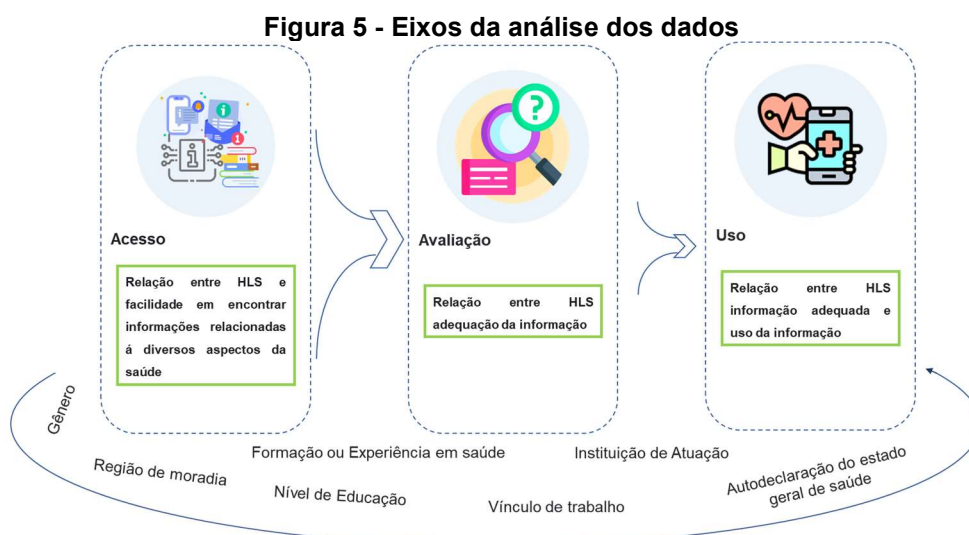 Figura 5 - Eixos da análise dos dados
Acesso
Relação entre HLS e
facilidade em encontrar
informações relacionadas
á diversos aspectos da
saúde
Avaliação
Relação entre HLS
adequação da informação
Uso
Relação entre HLS
informação adequada e
uso da informação
Gênero
Região de moradia
Formação ou Experiência em saúde
Nível de Educação
Instituição de Atuação
Vínculo de trabalho
Autodeclaração do estado
geral de saúde